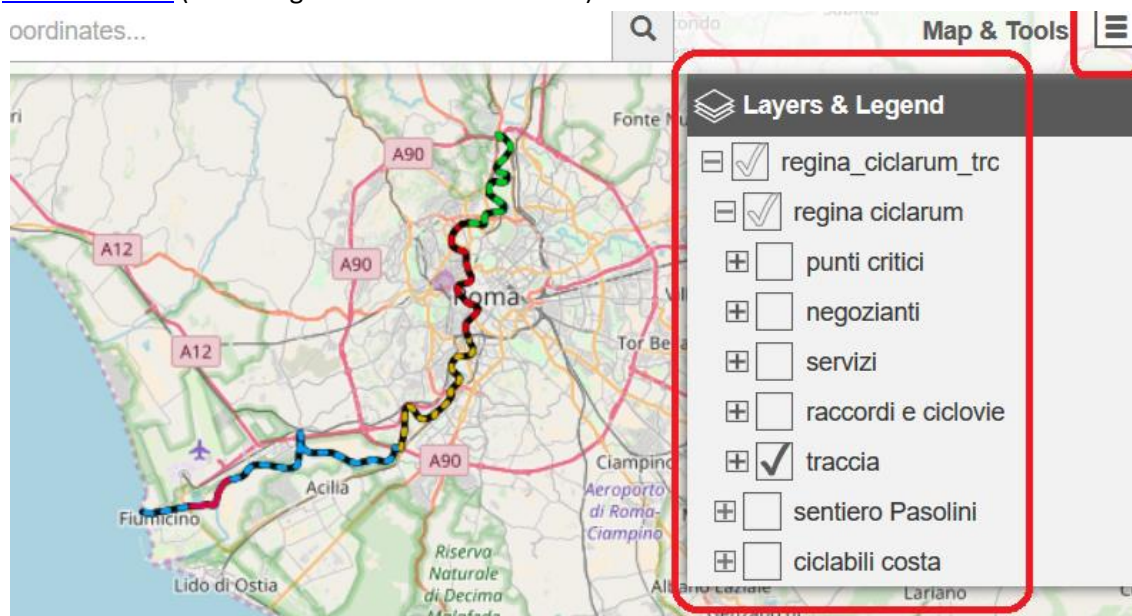 oordinates...
Map & Tools
Layers & Legend
regina_ciclarum_trc
regina ciclarum
punti critici
negozianti
servizi
raccordi e ciclovie
traccia
sentiero Pasolini
ciclabili costa
Fonte
A90
A12
A90
Roma
A12
Tor Be
A90
Ciampino
Acilia
Aeroporto
di Roma-
Ciampino
Fiumicino
Riserva
Naturale
di Decima
Lido di Ostia
Lariano